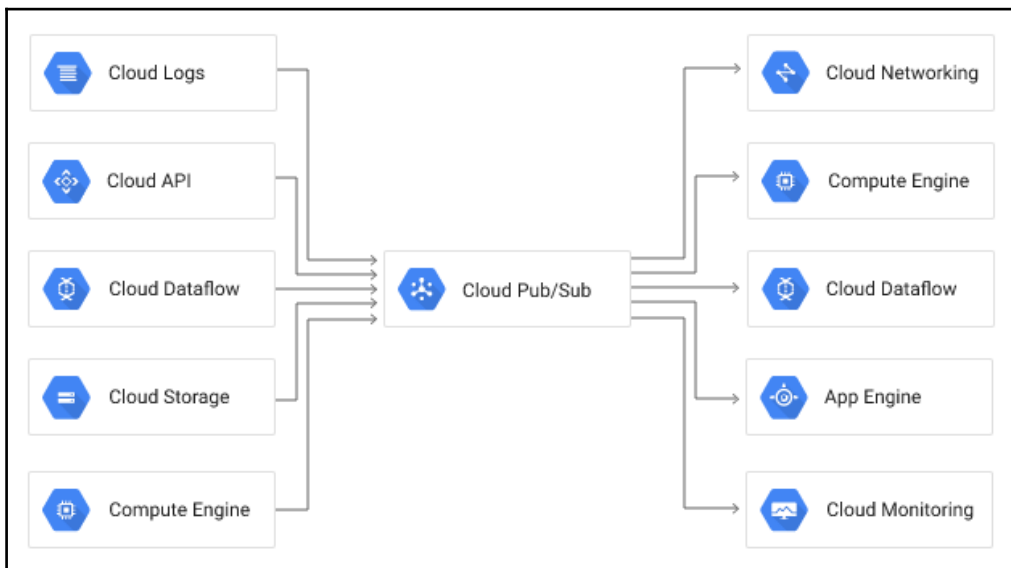 Cloud Logs
Cloud API
Cloud Dataflow
Cloud Storage
Compute Engine
Cloud Pub/Sub
Cloud Networking
Compute Engine
Cloud Dataflow
App Engine
Cloud Monitoring